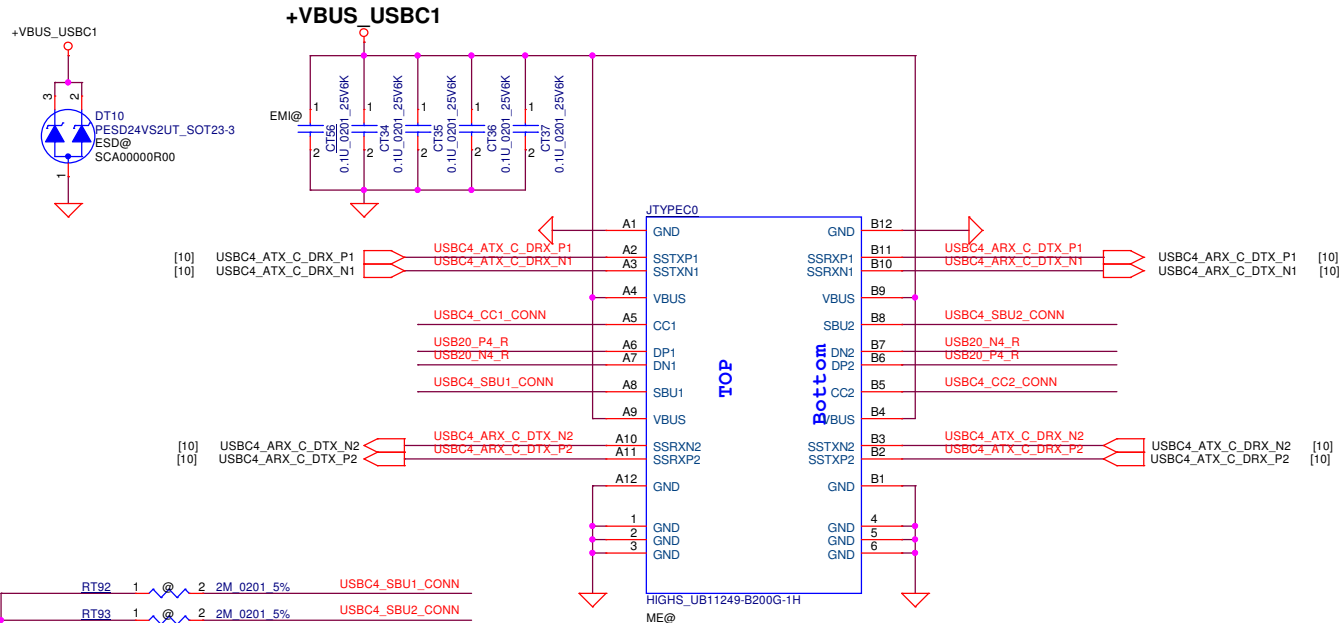 +VBUS_USBC1
+VBUS_USBC1
3
2
DT10
PESD24VS2UT_SOT23-3
ESD@
SCA00000R00
1
EMI@
1
2
CT56
0.1U_0201_25V6K
1
2
CT34
0.1U_0201_25V6K
1
2
CT35
0.1U_0201_25V6K
1
2
CT36
0.1U_0201_25V6K
1
2
CT37
0.1U_0201_25V6K
JTYPEC0
A1 GND
GND B12
[10] USBC4_ATX_C_DRX_P1 USBC4_ATX_C_DRX_P1 A2 SSTXP1
SSRXP1 B11 USBC4_ARX_C_DTX_P1 USBC4_ARX_C_DTX_P1 [10]
[10] USBC4_ATX_C_DRX_N1 USBC4_ATX_C_DRX_N1 A3 SSTXN1
SSRXN1 B10 USBC4_ARX_C_DTX_N1 USBC4_ARX_C_DTX_N1 [10]
A4 VBUS
VBUS B9
USBC4_CC1_CONN A5 CC1
SBU2 B8 USBC4_SBU2_CONN
USB20_P4_R A6 DP1
DN2 B7 USB20_N4_R
USB20_N4_R A7 DN1
DP2 B6 USB20_P4_R
TOP
Bottom
USBC4_SBU1_CONN A8 SBU1
CC2 B5 USBC4_CC2_CONN
A9 VBUS
VBUS B4
[10] USBC4_ARX_C_DTX_N2 USBC4_ARX_C_DTX_N2 A10 SSRXN2
SSTXN2 B3 USBC4_ATX_C_DRX_N2 USBC4_ATX_C_DRX_N2 [10]
[10] USBC4_ARX_C_DTX_P2 USBC4_ARX_C_DTX_P2 A11 SSRXP2
SSTXP2 B2 USBC4_ATX_C_DRX_P2 USBC4_ATX_C_DRX_P2 [10]
A12 GND
GND B1
1 GND
GND 4
2 GND
GND 5
3 GND
GND 6
HIGHS_UB11249-B200G-1H
ME@
RT92 1 @ 2 2M_0201_5% USBC4_SBU1_CONN
RT93 1 @ 2 2M_0201_5% USBC4_SBU2_CONN